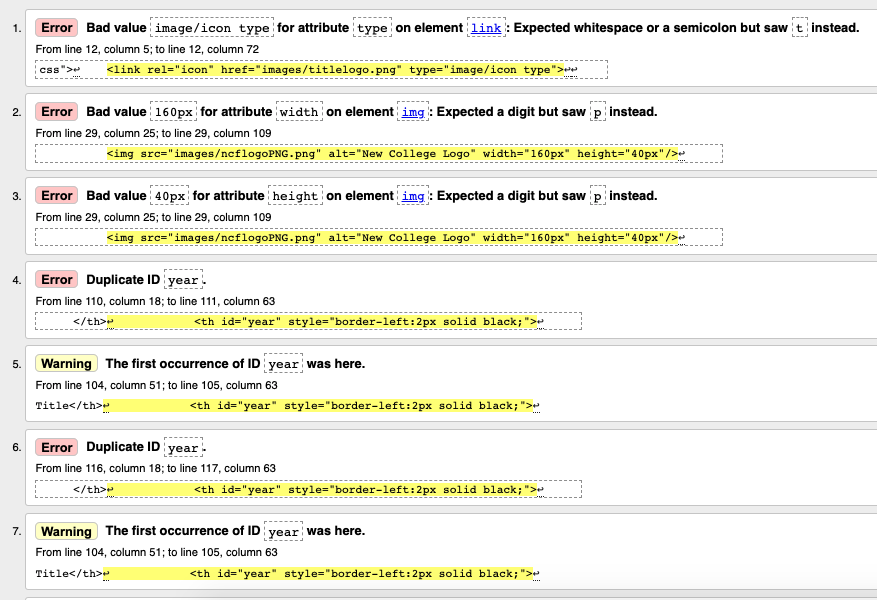 1. Error Bad value image/icon type for attribute type on element link: Expected whitespace or a semicolon but saw t instead.
From line 12, column 5; to line 12, column 72
css">↩ <link rel="icon" href="images/titlelogo.png" type="image/icon type">↩↩
2. Error Bad value 160px for attribute width on element img: Expected a digit but saw p instead.
From line 29, column 25; to line 29, column 109
<img src="images/ncflogoPNG.png" alt="New College Logo" width="160px" height="40px"/>↩
3. Error Bad value 40px for attribute height on element img: Expected a digit but saw p instead.
From line 29, column 25; to line 29, column 109
<img src="images/ncflogoPNG.png" alt="New College Logo" width="160px" height="40px"/>↩
4. Error Duplicate ID year.
From line 110, column 18; to line 111, column 63
</th>↩ <th id="year" style="border-left:2px solid black;">↩
5. Warning The first occurrence of ID year was here.
From line 104, column 51; to line 105, column 63
Title</th>↩ <th id="year" style="border-left:2px solid black;">↩
6. Error Duplicate ID year.
From line 116, column 18; to line 117, column 63
</th>↩ <th id="year" style="border-left:2px solid black;">↩
7. Warning The first occurrence of ID year was here.
From line 104, column 51; to line 105, column 63
Title</th>↩ <th id="year" style="border-left:2px solid black;">↩